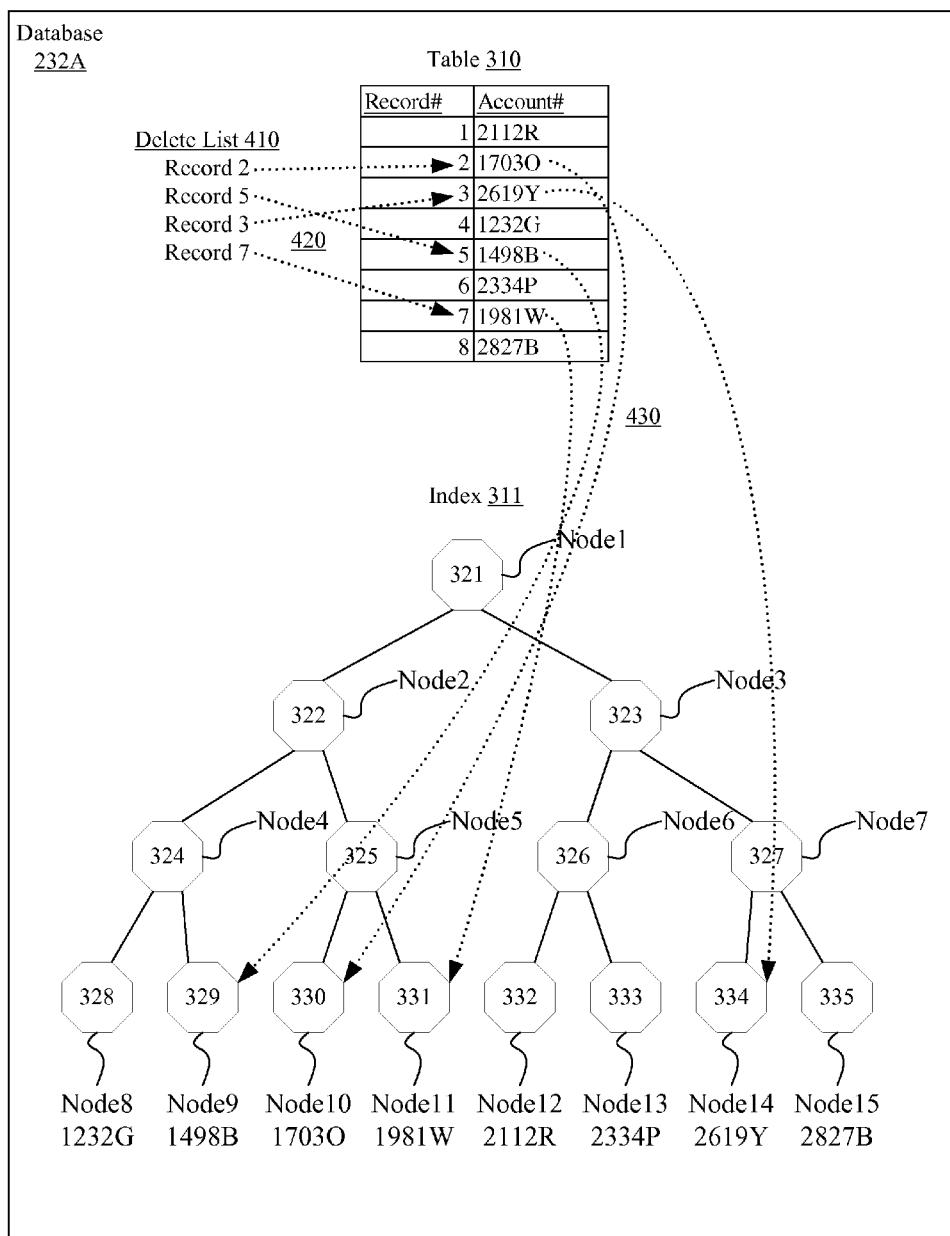 Database
232A
Table 310
Record# Account#
1 2112R
2 1703O
3 2619Y
4 1232G
5 1498B
6 2334P
7 1981W
8 2827B
Delete List 410
Record 2
Record 5
Record 3
Record 7
420
430
Index 311
321 Node1
322 Node2
323 Node3
324 Node4
325 Node5
326 Node6
327 Node7
328 329 330 331 332 333 334 335
Node8 Node9 Node10 Node11 Node12 Node13 Node14 Node15
1232G 1498B 1703O 1981W 2112R 2334P 2619Y 2827B